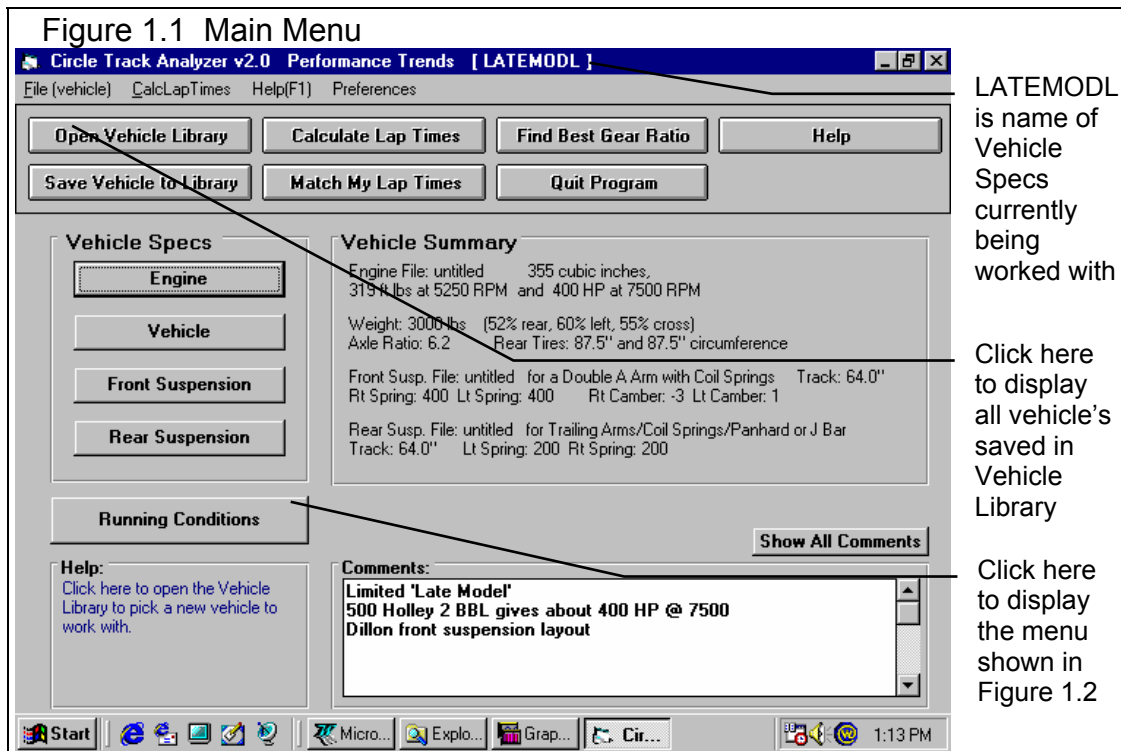 Figure 1.1 Main Menu
Circle Track Analyzer v2.0 Performance Trends [ LATEMODL ]
File (vehicle) CalcLapTimes Help(F1) Preferences
Open Vehicle Library Calculate Lap Times Find Best Gear Ratio Help
Save Vehicle to Library Match My Lap Times Quit Program
Vehicle Specs
Engine
Vehicle
Front Suspension
Rear Suspension
Running Conditions
Vehicle Summary
Engine File: untitled 355 cubic inches,
319 ft lbs at 5250 RPM and 400 HP at 7500 RPM
Weight: 3000 lbs (52% rear, 60% left, 55% cross)
Axle Ratio: 6.2 Rear Tires: 87.5" and 87.5" circumference
Front Susp. File: untitled for a Double A Arm with Coil Springs Track: 64.0"
Rt Spring: 400 Lt Spring: 400 Rt Camber: -3 Lt Camber: 1
Rear Susp. File: untitled for Trailing Arms/Coil Springs/Panhard or J Bar
Track: 64.0" Lt Spring: 200 Rt Spring: 200
Show All Comments
Help:
Click here to open the Vehicle
Library to pick a new vehicle to
work with.
Comments:
Limited 'Late Model'
500 Holley 2 BBL gives about 400 HP @ 7500
Dillon front suspension layout
Start Micro... Explo... Grap... Cir... 1:13 PM
LATEMODL
is name of
Vehicle
Specs
currently
being
worked with
Click here
to display
all vehicle's
saved in
Vehicle
Library
Click here
to display
the menu
shown in
Figure 1.2